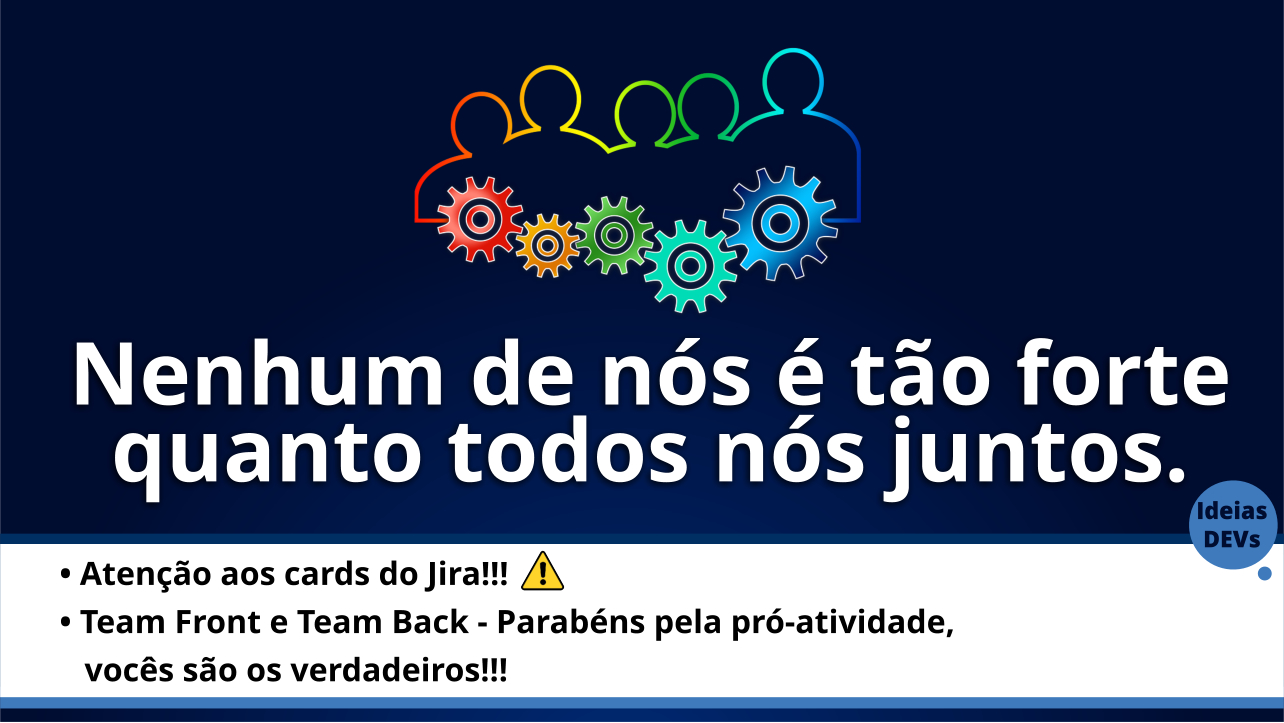 Nenhum de nós é tão forte
quanto todos nós juntos.
Ideias
DEVs
• Atenção aos cards do Jira!!! ⚠️
• Team Front e Team Back - Parabéns pela pró-atividade,
vocês são os verdadeiros!!!